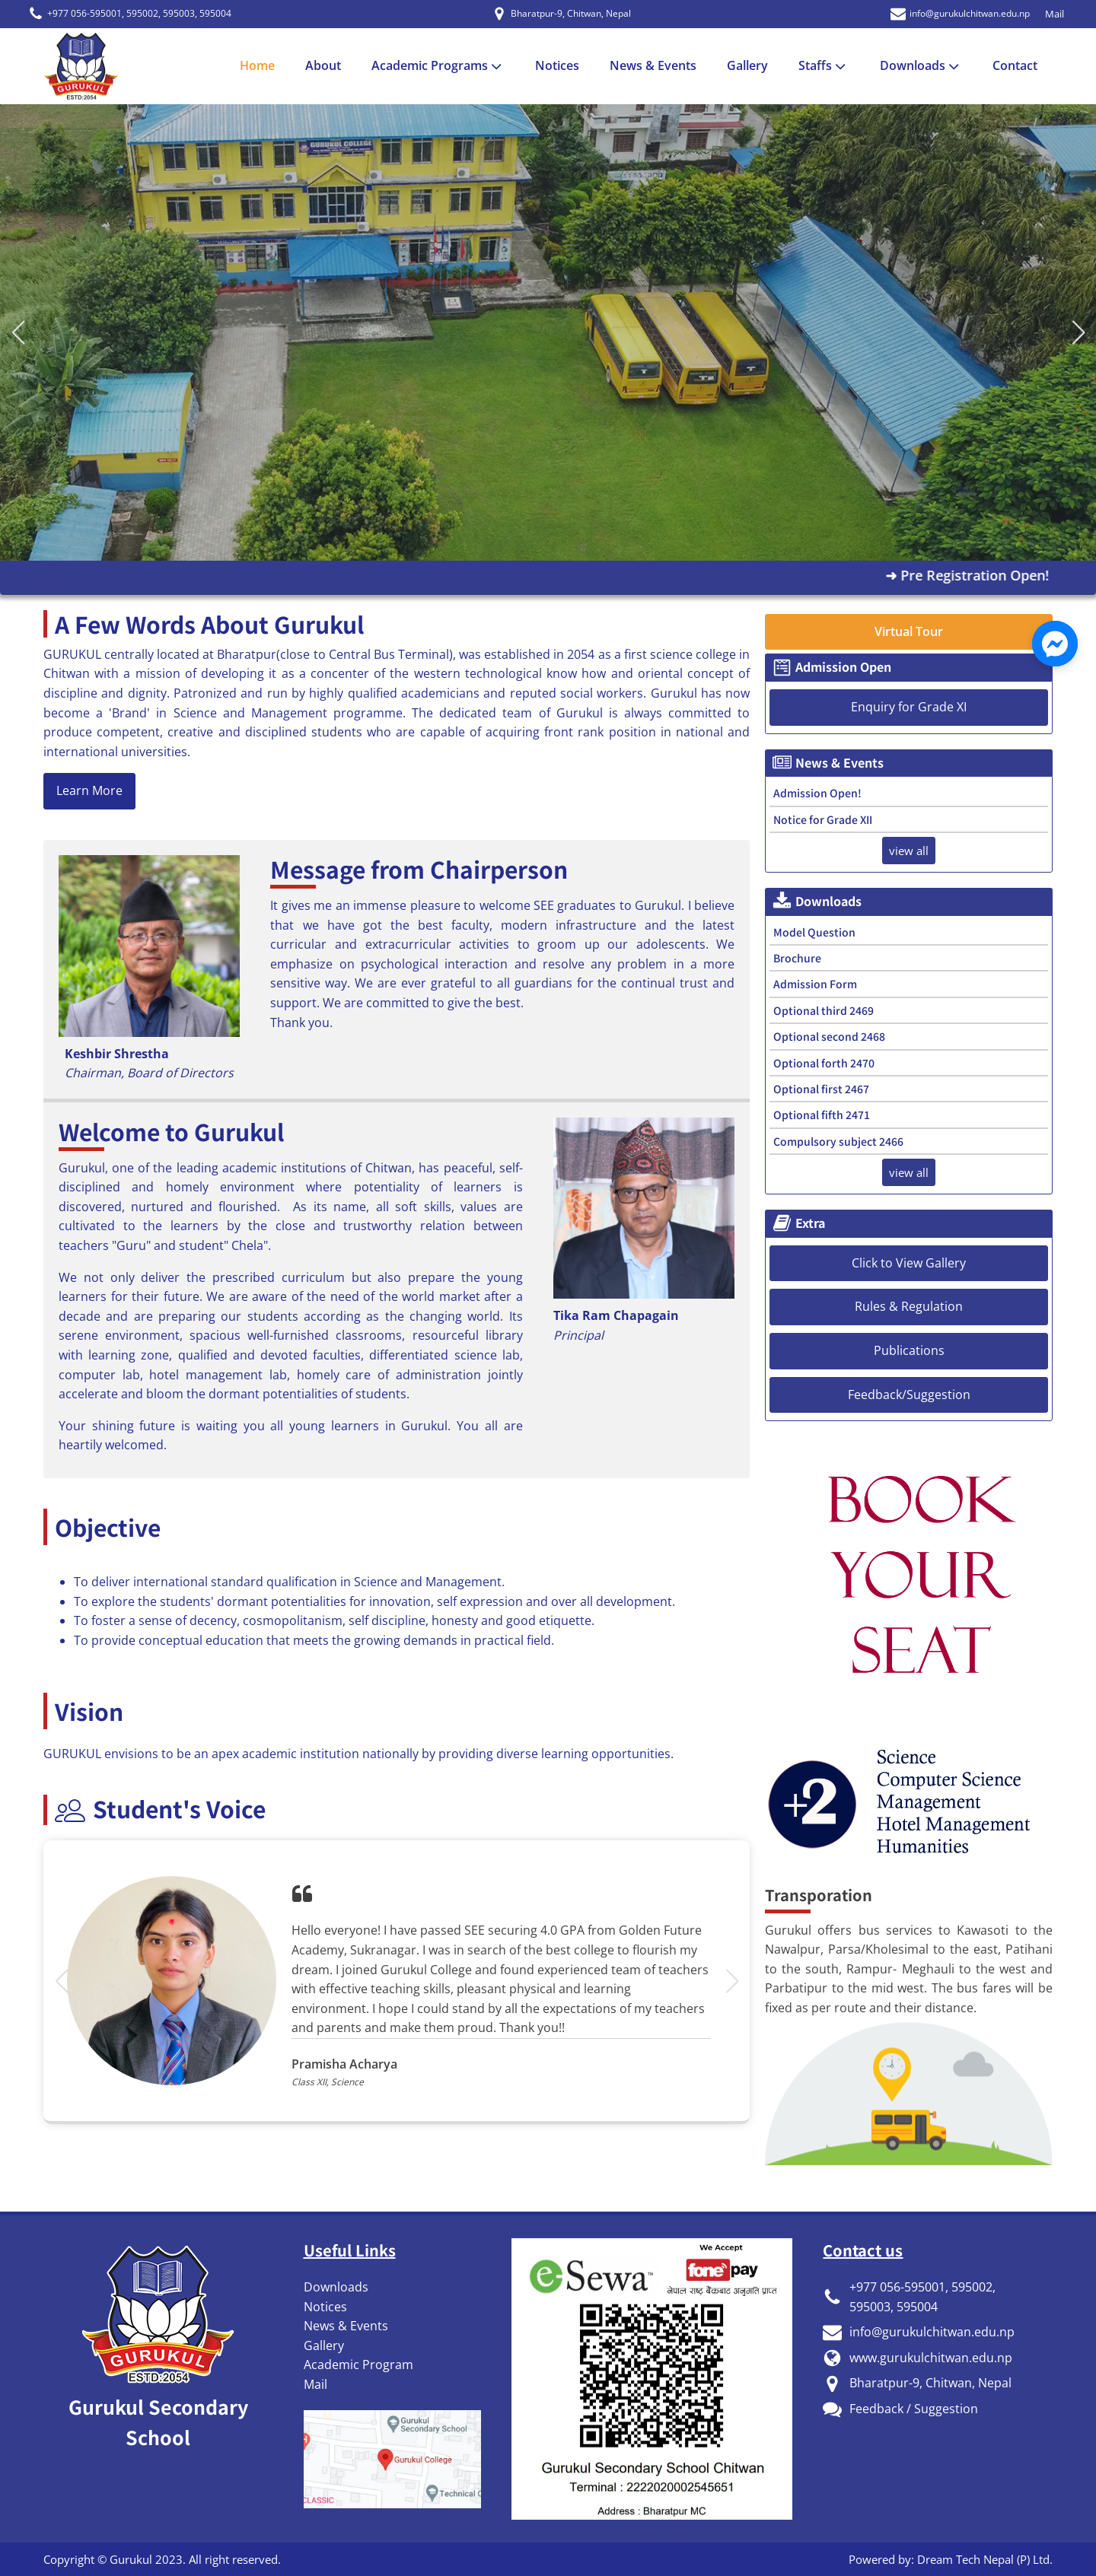 +977 056-595001, 595002, 595003, 595004
Bharatpur-9, Chitwan, Nepal
info@gurukulchitwan.edu.np
Mail
GURUKUL
ESTD:2054
Home
About
Academic Programs
Notices
News & Events
Gallery
Staffs
Downloads
Contact
GURUKUL COLLEGE
➜ Pre Registration Open!
A Few Words About Gurukul
GURUKUL centrally located at Bharatpur(close to Central Bus Terminal), was established in 2054 as a first science college in
Chitwan with a mission of developing it as a concenter of the western technological know how and oriental concept of
discipline and dignity. Patronized and run by highly qualified academicians and reputed social workers. Gurukul has now
become a 'Brand' in Science and Management programme. The dedicated team of Gurukul is always committed to
produce competent, creative and disciplined students who are capable of acquiring front rank position in national and
international universities.
Learn More
Message from Chairperson
It gives me an immense pleasure to welcome SEE graduates to Gurukul. I believe
that we have got the best faculty, modern infrastructure and the latest
curricular and extracurricular activities to groom up our adolescents. We
emphasize on psychological interaction and resolve any problem in a more
sensitive way. We are ever grateful to all guardians for the continual trust and
support. We are committed to give the best.
Thank you.
Keshbir Shrestha
Chairman, Board of Directors
Welcome to Gurukul
Gurukul, one of the leading academic institutions of Chitwan, has peaceful, self-
disciplined and homely environment where potentiality of learners is
discovered, nurtured and flourished. As its name, all soft skills, values are
cultivated to the learners by the close and trustworthy relation between
teachers "Guru" and student" Chela".
We not only deliver the prescribed curriculum but also prepare the young
learners for their future. We are aware of the need of the world market after a
decade and are preparing our students according as the changing world. Its
serene environment, spacious well-furnished classrooms, resourceful library
with learning zone, qualified and devoted faculties, differentiated science lab,
computer lab, hotel management lab, homely care of administration jointly
accelerate and bloom the dormant potentialities of students.
Your shining future is waiting you all young learners in Gurukul. You all are
heartily welcomed.
Tika Ram Chapagain
Principal
Objective
To deliver international standard qualification in Science and Management.
To explore the students' dormant potentialities for innovation, self expression and over all development.
To foster a sense of decency, cosmopolitanism, self discipline, honesty and good etiquette.
To provide conceptual education that meets the growing demands in practical field.
Vision
GURUKUL envisions to be an apex academic institution nationally by providing diverse learning opportunities.
Student's Voice
Hello everyone! I have passed SEE securing 4.0 GPA from Golden Future
Academy, Sukranagar. I was in search of the best college to flourish my
dream. I joined Gurukul College and found experienced team of teachers
with effective teaching skills, pleasant physical and learning
environment. I hope I could stand by all the expectations of my teachers
and parents and make them proud. Thank you!!
Pramisha Acharya
Class XII, Science
Virtual Tour
Admission Open
Enquiry for Grade XI
News & Events
Admission Open!
Notice for Grade XII
view all
Downloads
Model Question
Brochure
Admission Form
Optional third 2469
Optional second 2468
Optional forth 2470
Optional first 2467
Optional fifth 2471
Compulsory subject 2466
view all
Extra
Click to View Gallery
Rules & Regulation
Publications
Feedback/Suggestion
BOOK
YOUR
SEAT
+2
Science
Computer Science
Management
Hotel Management
Humanities
Transporation
Gurukul offers bus services to Kawasoti to the
Nawalpur, Parsa/Kholesimal to the east, Patihani
to the south, Rampur- Meghauli to the west and
Parbatipur to the mid west. The bus fares will be
fixed as per route and their distance.
GURUKUL
ESTD:2054
Gurukul Secondary
School
Useful Links
Downloads
Notices
News & Events
Gallery
Academic Program
Mail
Gurukul
Secondary School
Gurukul College
Technical C
CLASSIC
We Accept
eSewa™
fonepay
नेपाल राष्ट्र बैंकबाट अनुमति प्राप्त
Gurukul Secondary School Chitwan
Terminal : 2222020002545651
Address : Bharatpur MC
Contact us
+977 056-595001, 595002,
595003, 595004
info@gurukulchitwan.edu.np
www.gurukulchitwan.edu.np
Bharatpur-9, Chitwan, Nepal
Feedback / Suggestion
Copyright © Gurukul 2023. All right reserved.
Powered by: Dream Tech Nepal (P) Ltd.